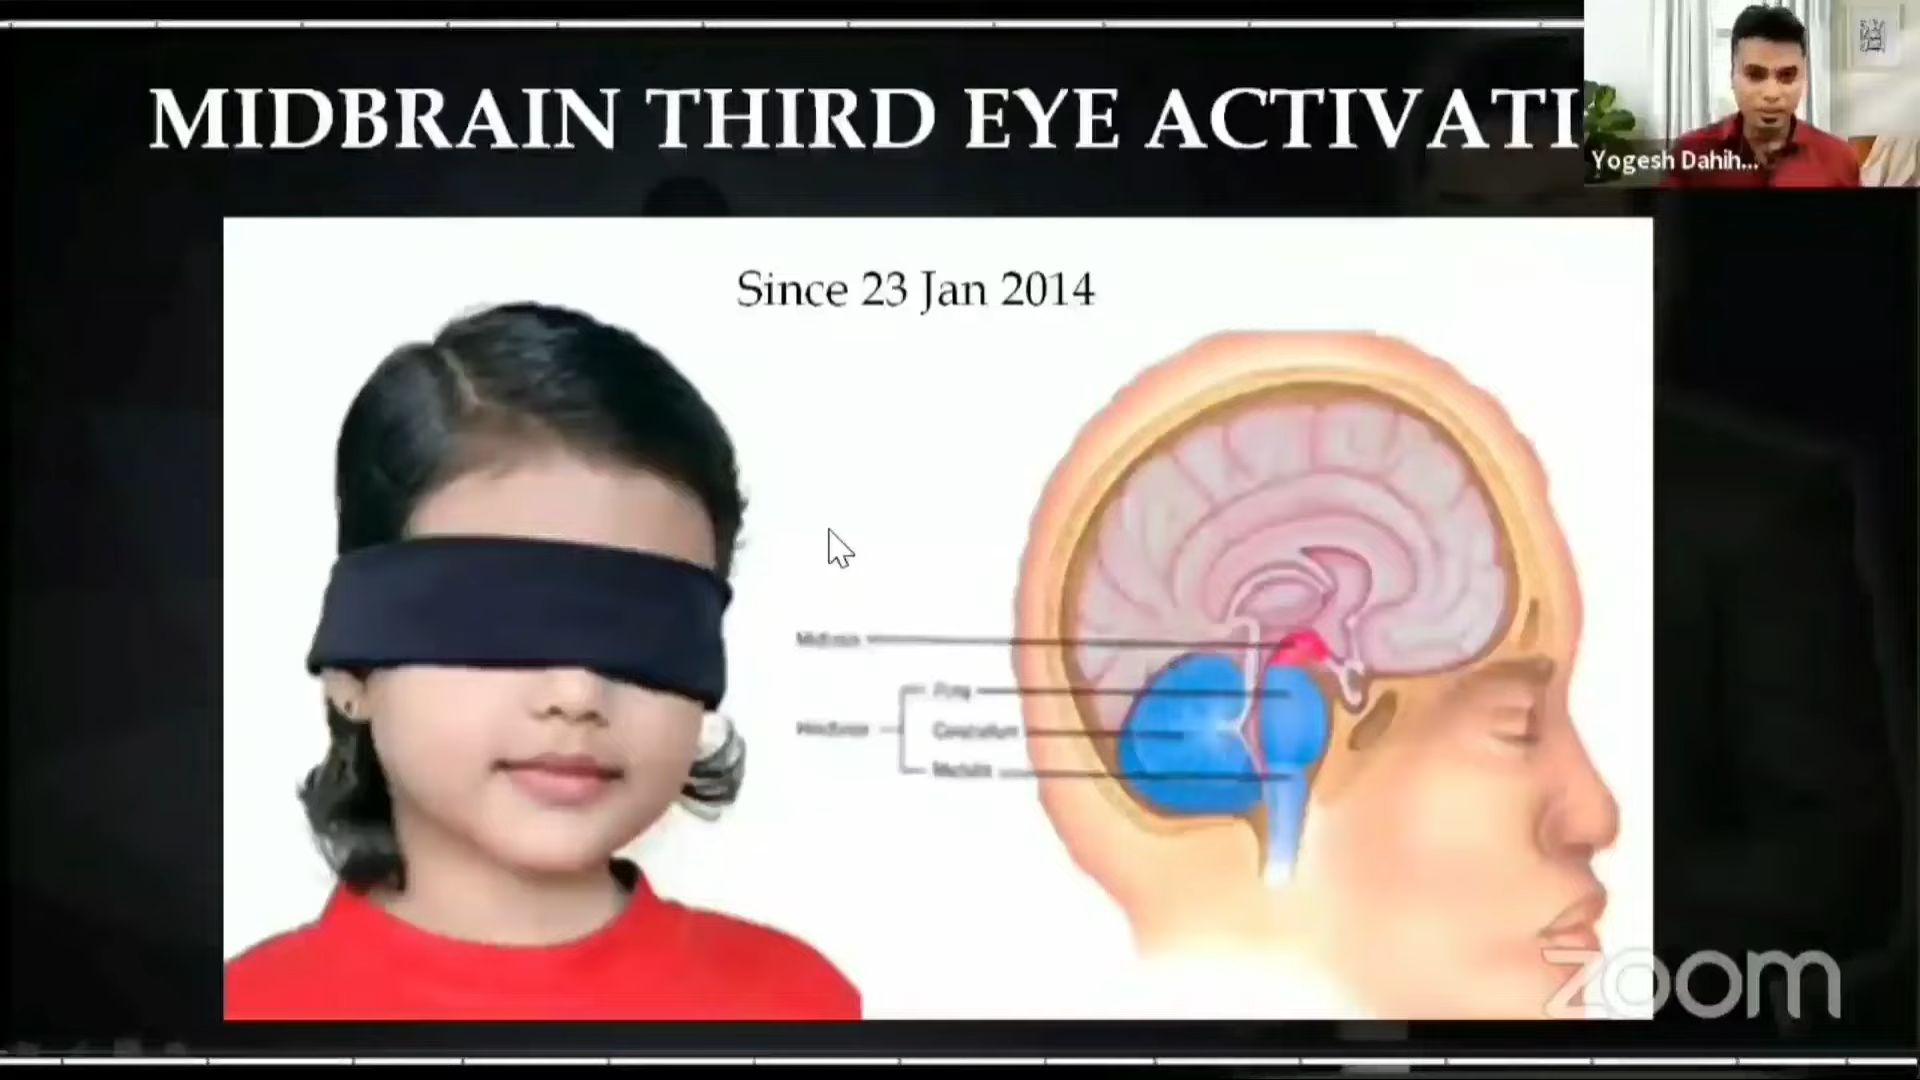 MIDBRAIN THIRD EYE ACTIVATI
Yogesh Dahih...
Since 23 Jan 2014
Midbrain
Pons
Hindbrain
Cerebellum
Medulla
zoom